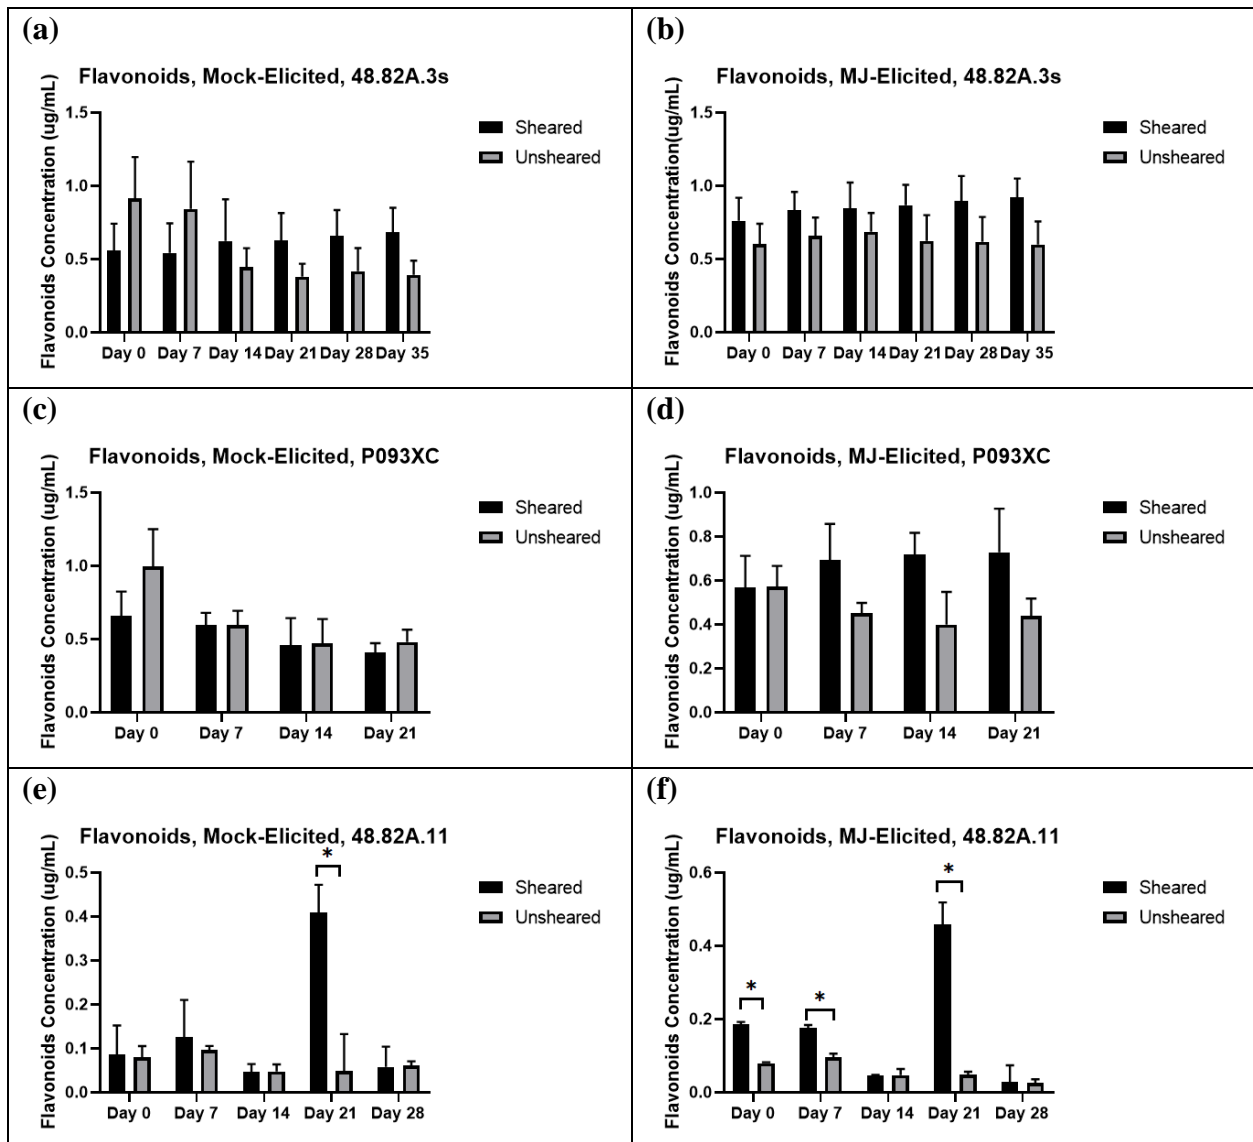 (a)
Flavonoids, Mock-Elicited, 48.82A.3s
Flavonoids Concentration (ug/mL)
1.5
1.0
0.5
0.0
Day 0 Day 7 Day 14 Day 21 Day 28 Day 35
Sheared
Unsheared
(b)
Flavonoids, MJ-Elicited, 48.82A.3s
Flavonoids Concentration(ug/mL)
1.5
1.0
0.5
0.0
Day 0 Day 7 Day 14 Day 21 Day 28 Day 35
Sheared
Unsheared
(c)
Flavonoids, Mock-Elicited, P093XC
Flavonoids Concentration (ug/mL)
1.5
1.0
0.5
0.0
Day 0 Day 7 Day 14 Day 21
Sheared
Unsheared
(d)
Flavonoids, MJ-Elicited, P093XC
Flavonoids Concentration (ug/mL)
1.0
0.8
0.6
0.4
0.2
0.0
Day 0 Day 7 Day 14 Day 21
Sheared
Unsheared
(e)
Flavonoids, Mock-Elicited, 48.82A.11
Flavonoids Concentration (ug/mL)
0.5
0.4
0.3
0.2
0.1
0.0
*
Day 0 Day 7 Day 14 Day 21 Day 28
Sheared
Unsheared
(f)
Flavonoids, MJ-Elicited, 48.82A.11
Flavonoids Concentration (ug/mL)
0.6
0.4
0.2
0.0
* * *
Day 0 Day 7 Day 14 Day 21 Day 28
Sheared
Unsheared